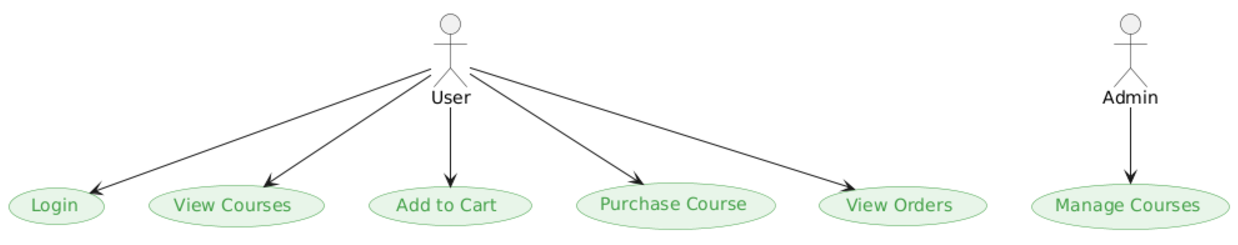 User
Admin
Login
View Courses
Add to Cart
Purchase Course
View Orders
Manage Courses